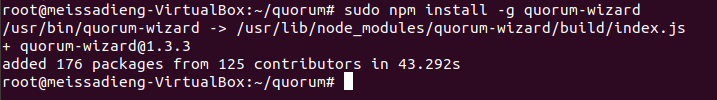 root@meissadieng-VirtualBox:~/quorum# sudo npm install -g quorum-wizard
/usr/bin/quorum-wizard -> /usr/lib/node_modules/quorum-wizard/build/index.js
+ quorum-wizard@1.3.3
added 176 packages from 125 contributors in 43.292s
root@meissadieng-VirtualBox:~/quorum#